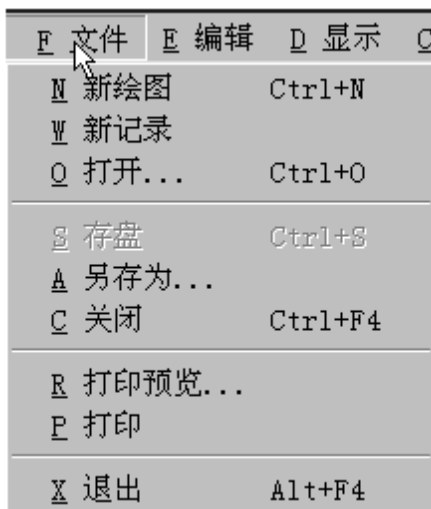 F 文件 E 编辑 D 显示 C
N 新绘图 Ctrl+N
W 新记录
O 打开... Ctrl+O
S 存盘 Ctrl+S
A 另存为...
C 关闭 Ctrl+F4
R 打印预览...
P 打印
X 退出 Alt+F4